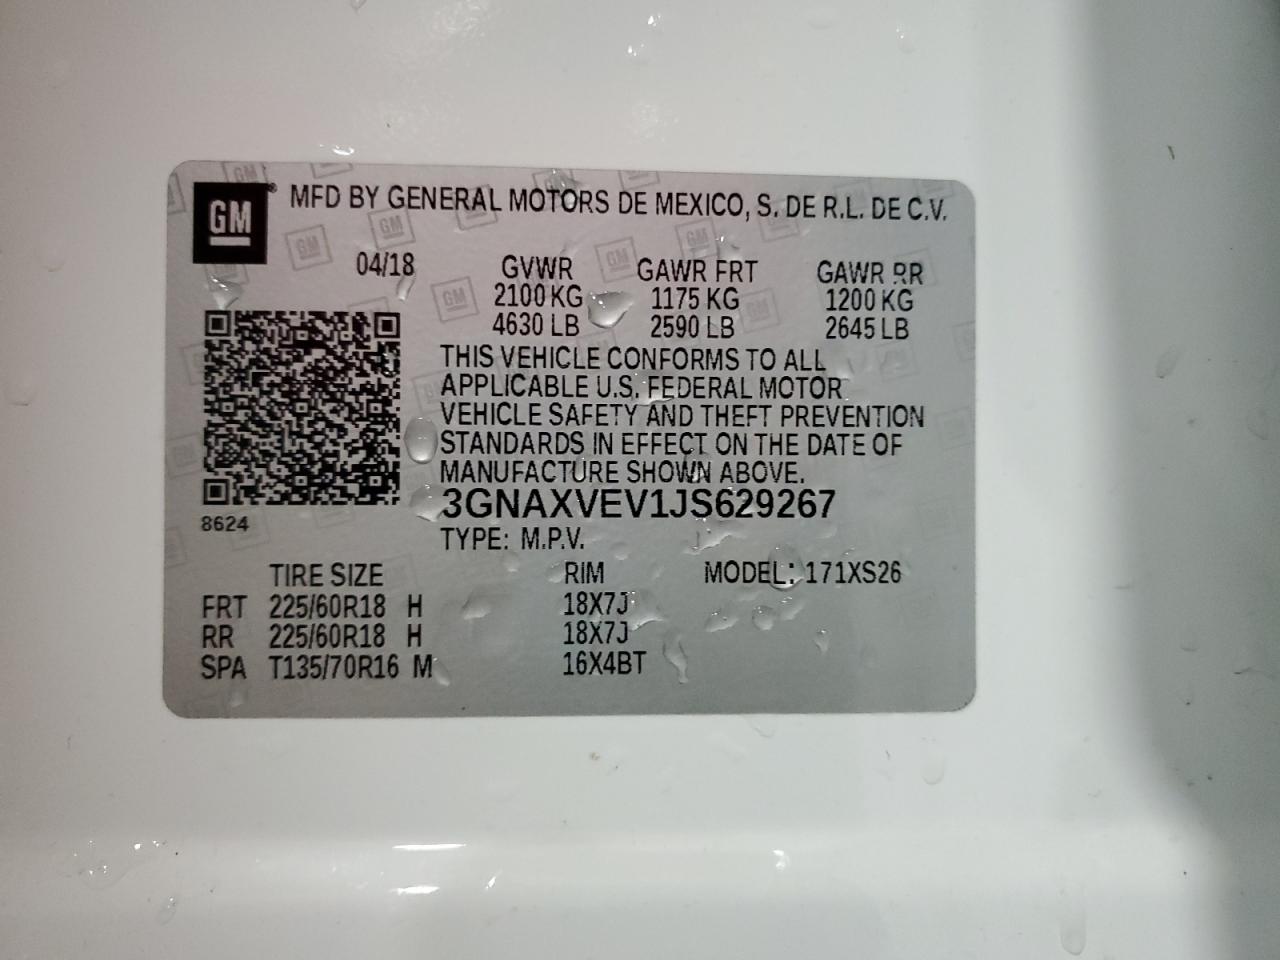 GM® MFD BY GENERAL MOTORS DE MEXICO, S. DE R.L. DE C.V.
04/18 GVWR GAWR FRT GAWR RR
2100 KG 1175 KG 1200 KG
4630 LB 2590 LB 2645 LB
THIS VEHICLE CONFORMS TO ALL
APPLICABLE U.S. FEDERAL MOTOR
VEHICLE SAFETY AND THEFT PREVENTION
STANDARDS IN EFFECT ON THE DATE OF
MANUFACTURE SHOWN ABOVE.
3GNAXVEV1JS629267
8624
TYPE: M.P.V.
TIRE SIZE RIM MODEL: 171XS26
FRT 225/60R18 H 18X7J
RR 225/60R18 H 18X7J
SPA T135/70R16 M 16X4BT